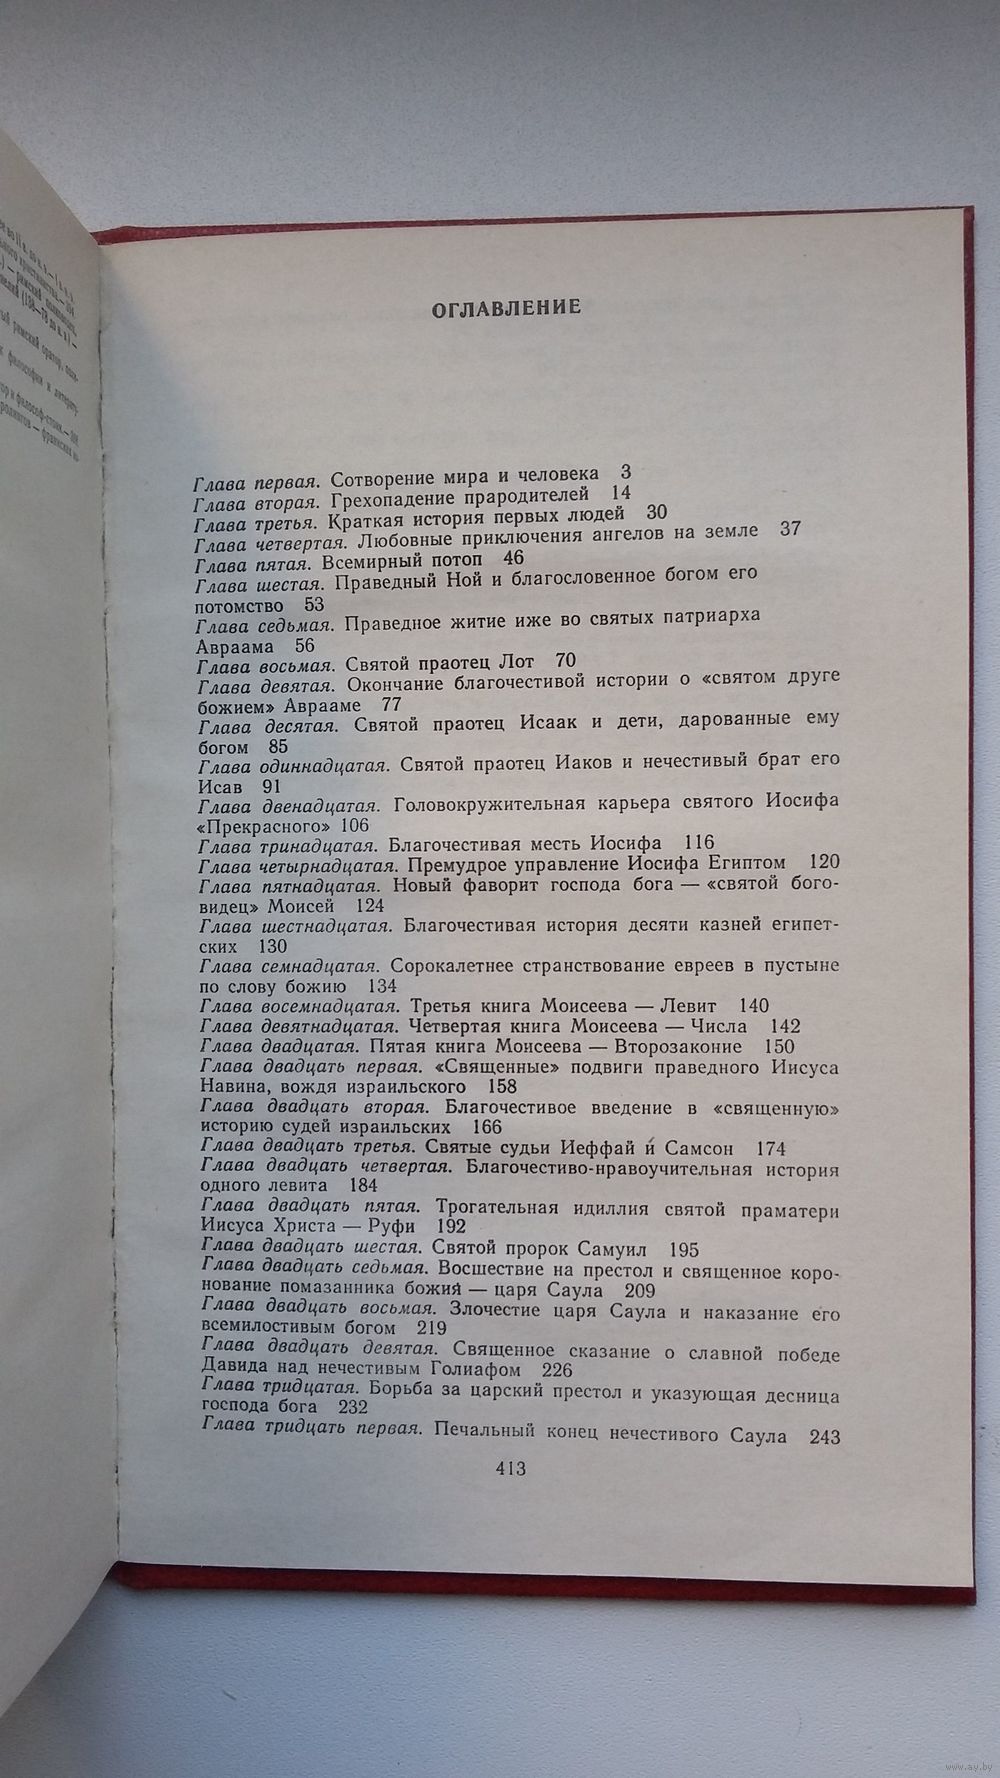 ОГЛАВЛЕНИЕ
Глава первая. Сотворение мира и человека 3
Глава вторая. Грехопадение прародителей 14
Глава третья. Краткая история первых людей 30
Глава четвертая. Любовные приключения ангелов на земле 37
Глава пятая. Всемирный потоп 46
Глава шестая. Праведный Ной и благословенное богом его
потомство 53
Глава седьмая. Праведное житие иже во святых патриарха
Авраама 56
Глава восьмая. Святой праотец Лот 70
Глава девятая. Окончание благочестивой истории о «святом друге
божием» Аврааме 77
Глава десятая. Святой праотец Исаак и дети, дарованные ему
богом 85
Глава одиннадцатая. Святой праотец Иаков и нечестивый брат его
Исав 91
Глава двенадцатая. Головокружительная карьера святого Иосифа
«Прекрасного» 106
Глава тринадцатая. Благочестивая месть Иосифа 116
Глава четырнадцатая. Премудрое управление Иосифа Египтом 120
Глава пятнадцатая. Новый фаворит господа бога — «святой бого-
видец» Моисей 124
Глава шестнадцатая. Благочестивая история десяти казней египет-
ских 130
Глава семнадцатая. Сорокалетнее странствование евреев в пустыне
по слову божию 134
Глава восемнадцатая. Третья книга Моисеева — Левит 140
Глава девятнадцатая. Четвертая книга Моисеева — Числа 142
Глава двадцатая. Пятая книга Моисеева — Второзаконие 150
Глава двадцать первая. «Священные» подвиги праведного Иисуса
Навина, вождя израильского 158
Глава двадцать вторая. Благочестивое введение в «священную»
историю судей израильских 166
Глава двадцать третья. Святые судьи Иеффай и Самсон 174
Глава двадцать четвертая. Благочестиво-нравоучительная история
одного левита 184
Глава двадцать пятая. Трогательная идиллия святой праматери
Иисуса Христа — Руфи 192
Глава двадцать шестая. Святой пророк Самуил 195
Глава двадцать седьмая. Восшествие на престол и священное коро-
нование помазанника божия — царя Саула 209
Глава двадцать восьмая. Злочестие царя Саула и наказание его
всемилостивым богом 219
Глава двадцать девятая. Священное сказание о славной победе
Давида над нечестивым Голиафом 226
Глава тридцатая. Борьба за царский престол и указующая десница
господа бога 232
Глава тридцать первая. Печальный конец нечестивого Саула 243
413
www.ay.by